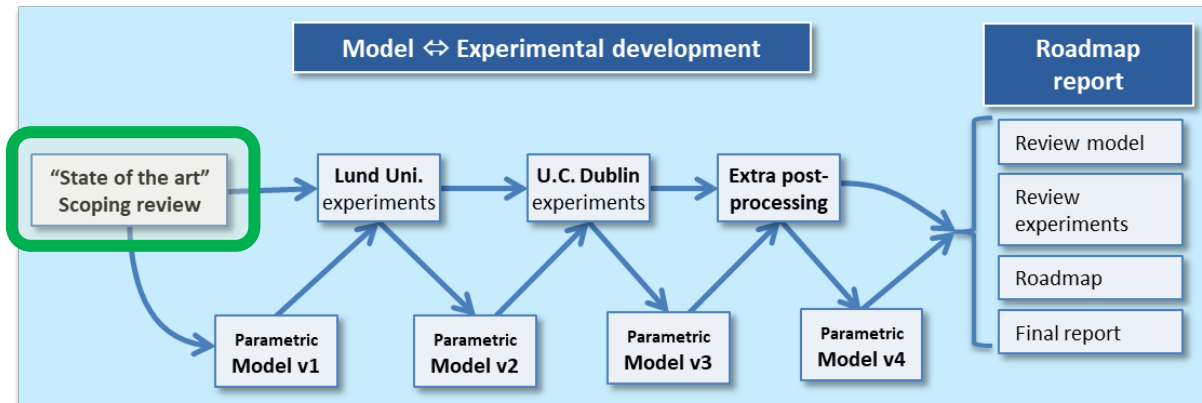 Model ⇔ Experimental development
Roadmap
report
“State of the art”
Scoping review
Lund Uni.
experiments
U.C. Dublin
experiments
Extra post-
processing
Parametric
Model v1
Parametric
Model v2
Parametric
Model v3
Parametric
Model v4
Review model
Review
experiments
Roadmap
Final report